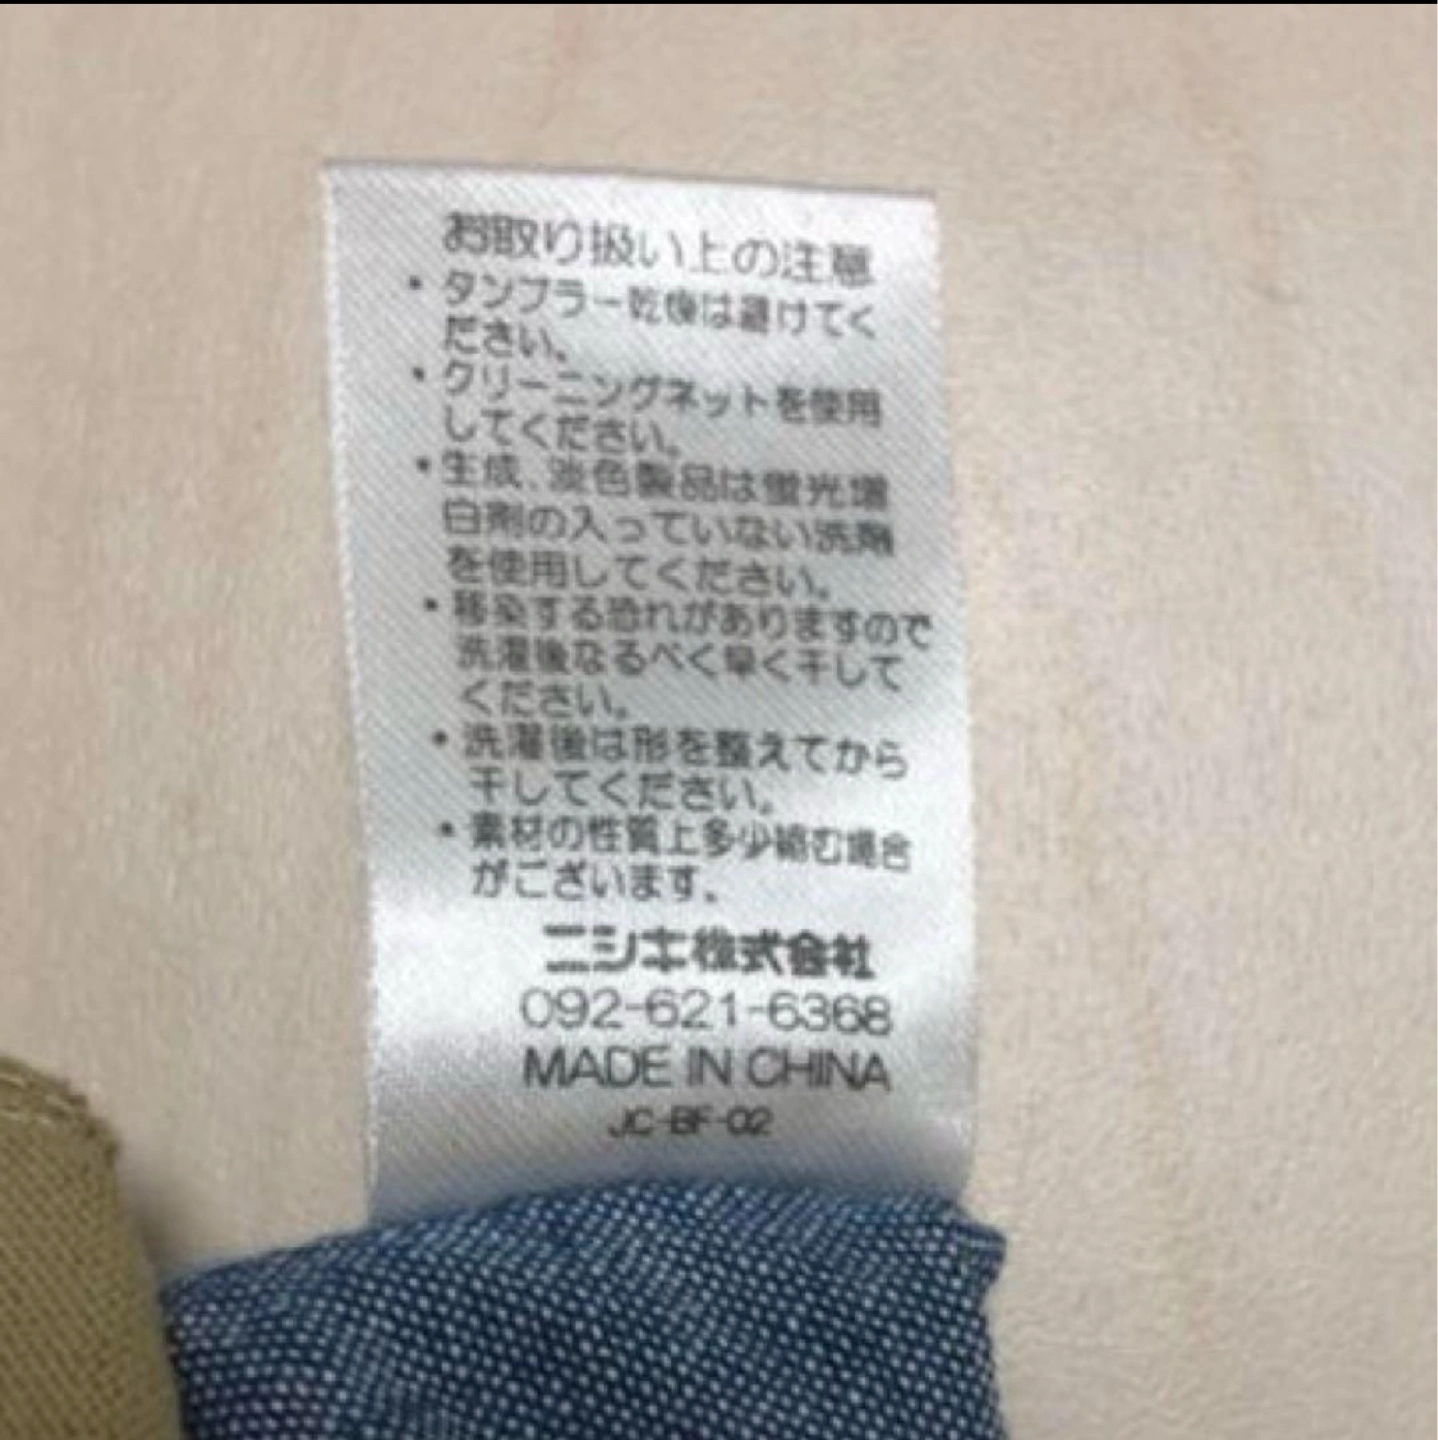 お取り扱い上の注意
・タンブラー乾燥は避けてく
ださい。
・クリーニングネットを使用
してください。
・生成、淡色製品は蛍光増
白剤の入っていない洗剤
を使用してください。
・移染する恐れがありますので
洗濯後なるべく早く干して
ください。
・洗濯後は形を整えてから
干してください。
・素材の性質上多少縮む場合
がございます。
ニシキ株式会社
092-621-6368
MADE IN CHINA
JC-BF-02